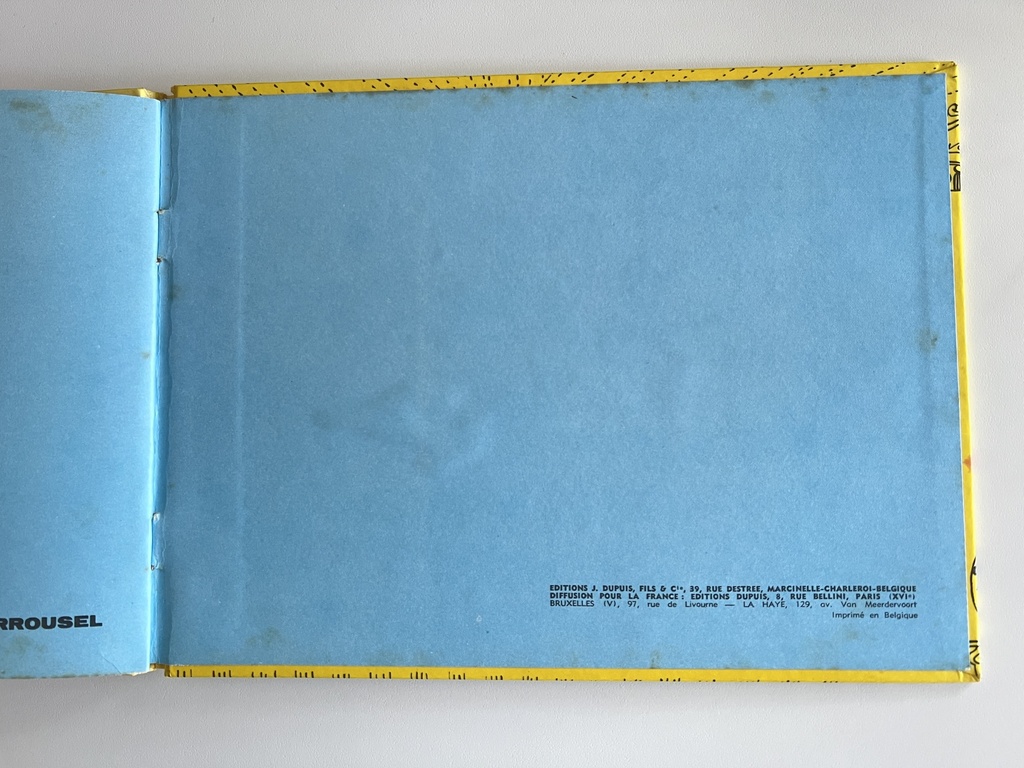 RROUSEL
EDITIONS J. DUPUIS, FILS & Cie, 39, RUE DESTREE, MARCINELLE-CHARLEROI-BELGIQUE
DIFFUSION POUR LA FRANCE : EDITIONS DUPUIS, 8, RUE BELLINI, PARIS (XVIe)
BRUXELLES (V), 97, rue de Livourne — LA HAYE, 129, av. Van Meerdervoort
Imprimé en Belgique